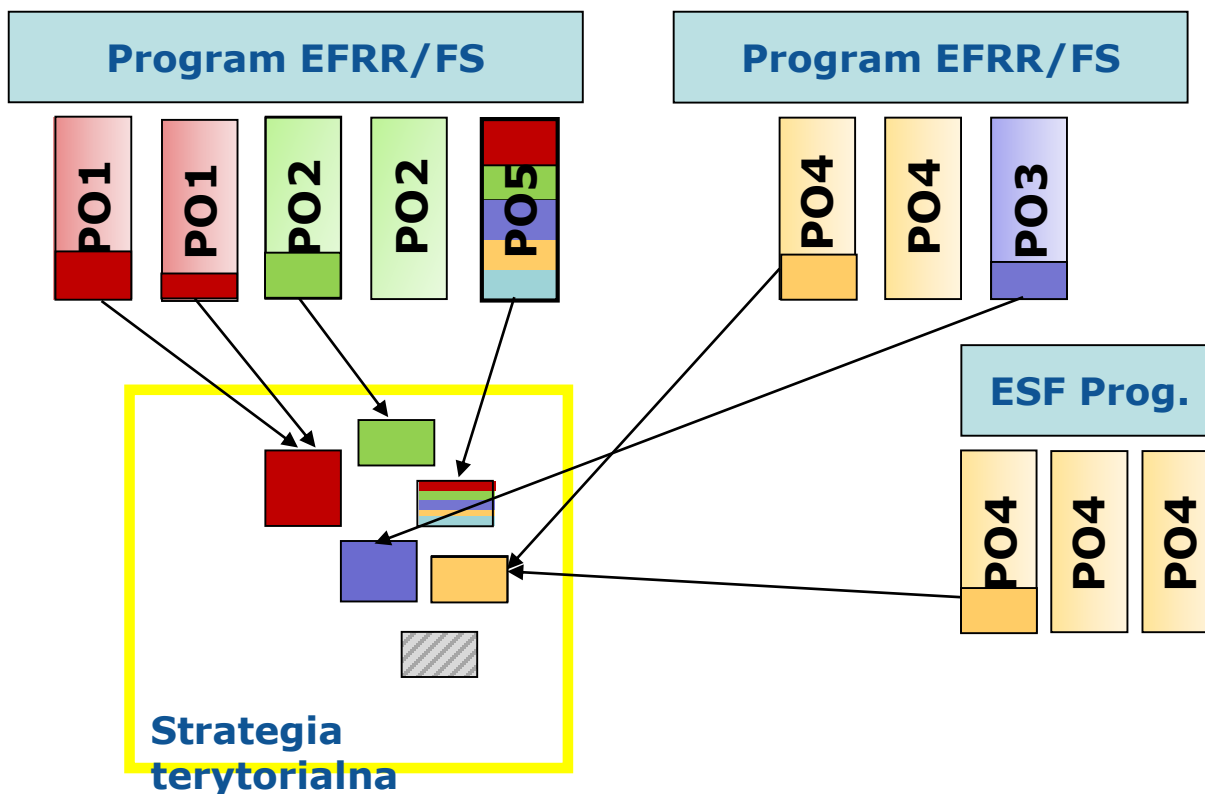 Program EFRR/FS
Program EFRR/FS
PO1
PO1
PO2
PO2
PO5
PO4
PO4
PO3
ESF Prog.
PO4
PO4
PO4
Strategia
terytorialna